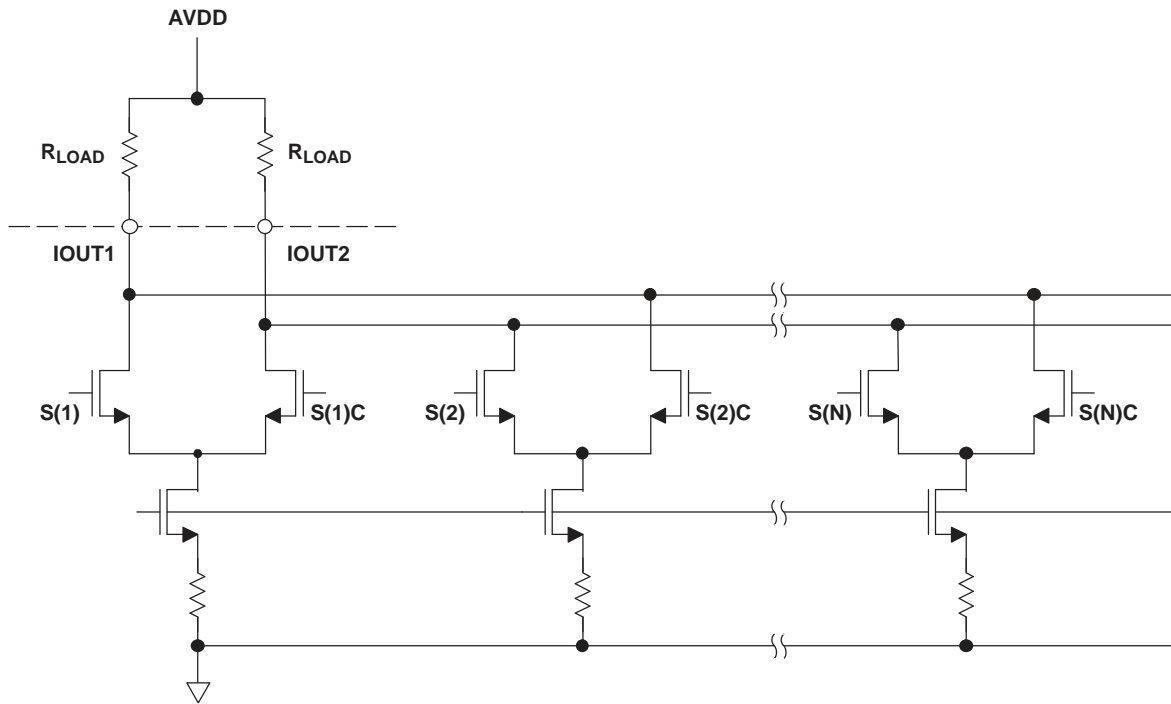 AVDD
RLOAD
RLOAD
IOUT1
IOUT2
S(1)
S(1)C
S(2)
S(2)C
S(N)
S(N)C